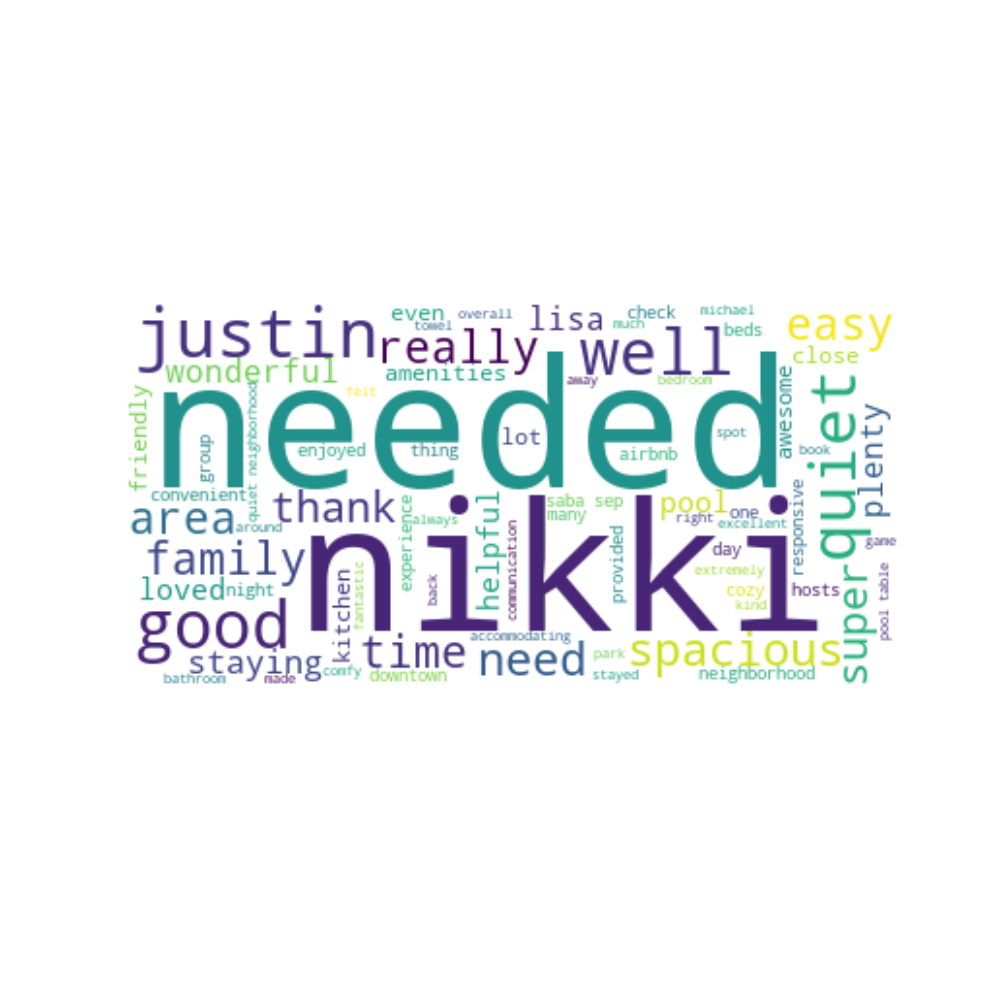 justin
really
even
towel
overall
lisa
much
check
michael
well
beds
easy
close
wonderful
amenities
away
bedroom
awesome
friendly
felt
needed
group
quiet neighborhood
enjoyed
thing
lot
airbnb
spot
book
quiet
plenty
convenient
thank
experience
always
helpful
saba sep
many
pool
right
one
excellent
responsive
area
around
nikki
communication
provided
day
game
family
loved
night
kitchen
fantastic
back
extremely
cozy
kind
hosts
super
pool table
good
staying
time
accommodating
need
park
spacious
bathroom
made
comfy
downtown
stayed
neighborhood